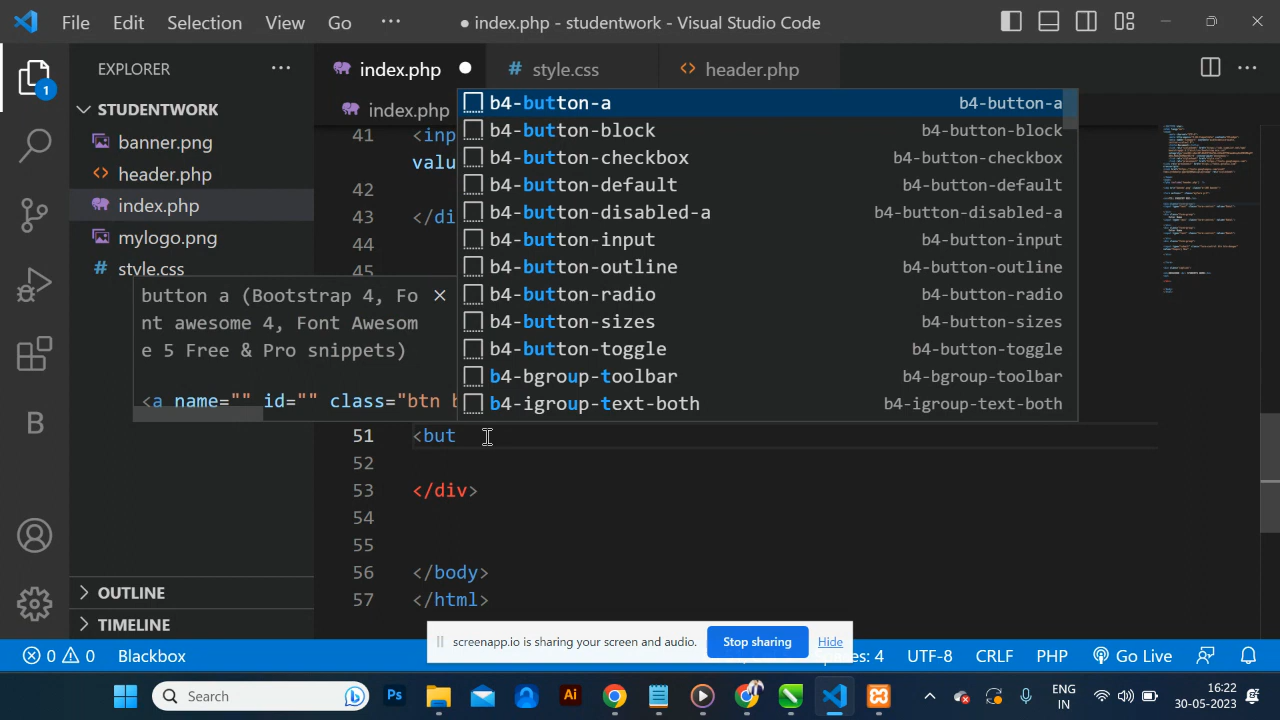 File Edit Selection View Go ··· ● index.php - studentwork - Visual Studio Code
EXPLORER ···
1
index.php ●
# style.css
<> header.py
STUDENTWORK
banner.png
<> header.php
index.php
mylogo.png
# style.css
index.php
41 <inp
valu
42
43 </di
44
45
b4-button-a b4-button-a
b4-button-block b4-button-block
b4-button-checkbox b4-button-checkbox
b4-button-default b4-button-default
b4-button-disabled-a b4-button-disabled-a
b4-button-input b4-button-input
b4-button-outline b4-button-outline
b4-button-radio b4-button-radio
b4-button-sizes b4-button-sizes
b4-button-toggle b4-button-toggle
b4-bgroup-toolbar b4-bgroup-toolbar
b4-igroup-text-both b4-igroup-text-both
button a (Bootstrap 4, Fo
nt awesome 4, Font Awesom
e 5 Free & Pro snippets)
<a name="" id="" class="btn b
51 <but
52
53 </div>
54
55
56 </body>
57 </html>
OUTLINE
TIMELINE
screenapp.io is sharing your screen and audio. Stop sharing Hide
0 0 Blackbox
: 4 UTF-8 CRLF PHP Go Live
Search
Ps
Ai
ENG
IN
16:22
30-05-2023